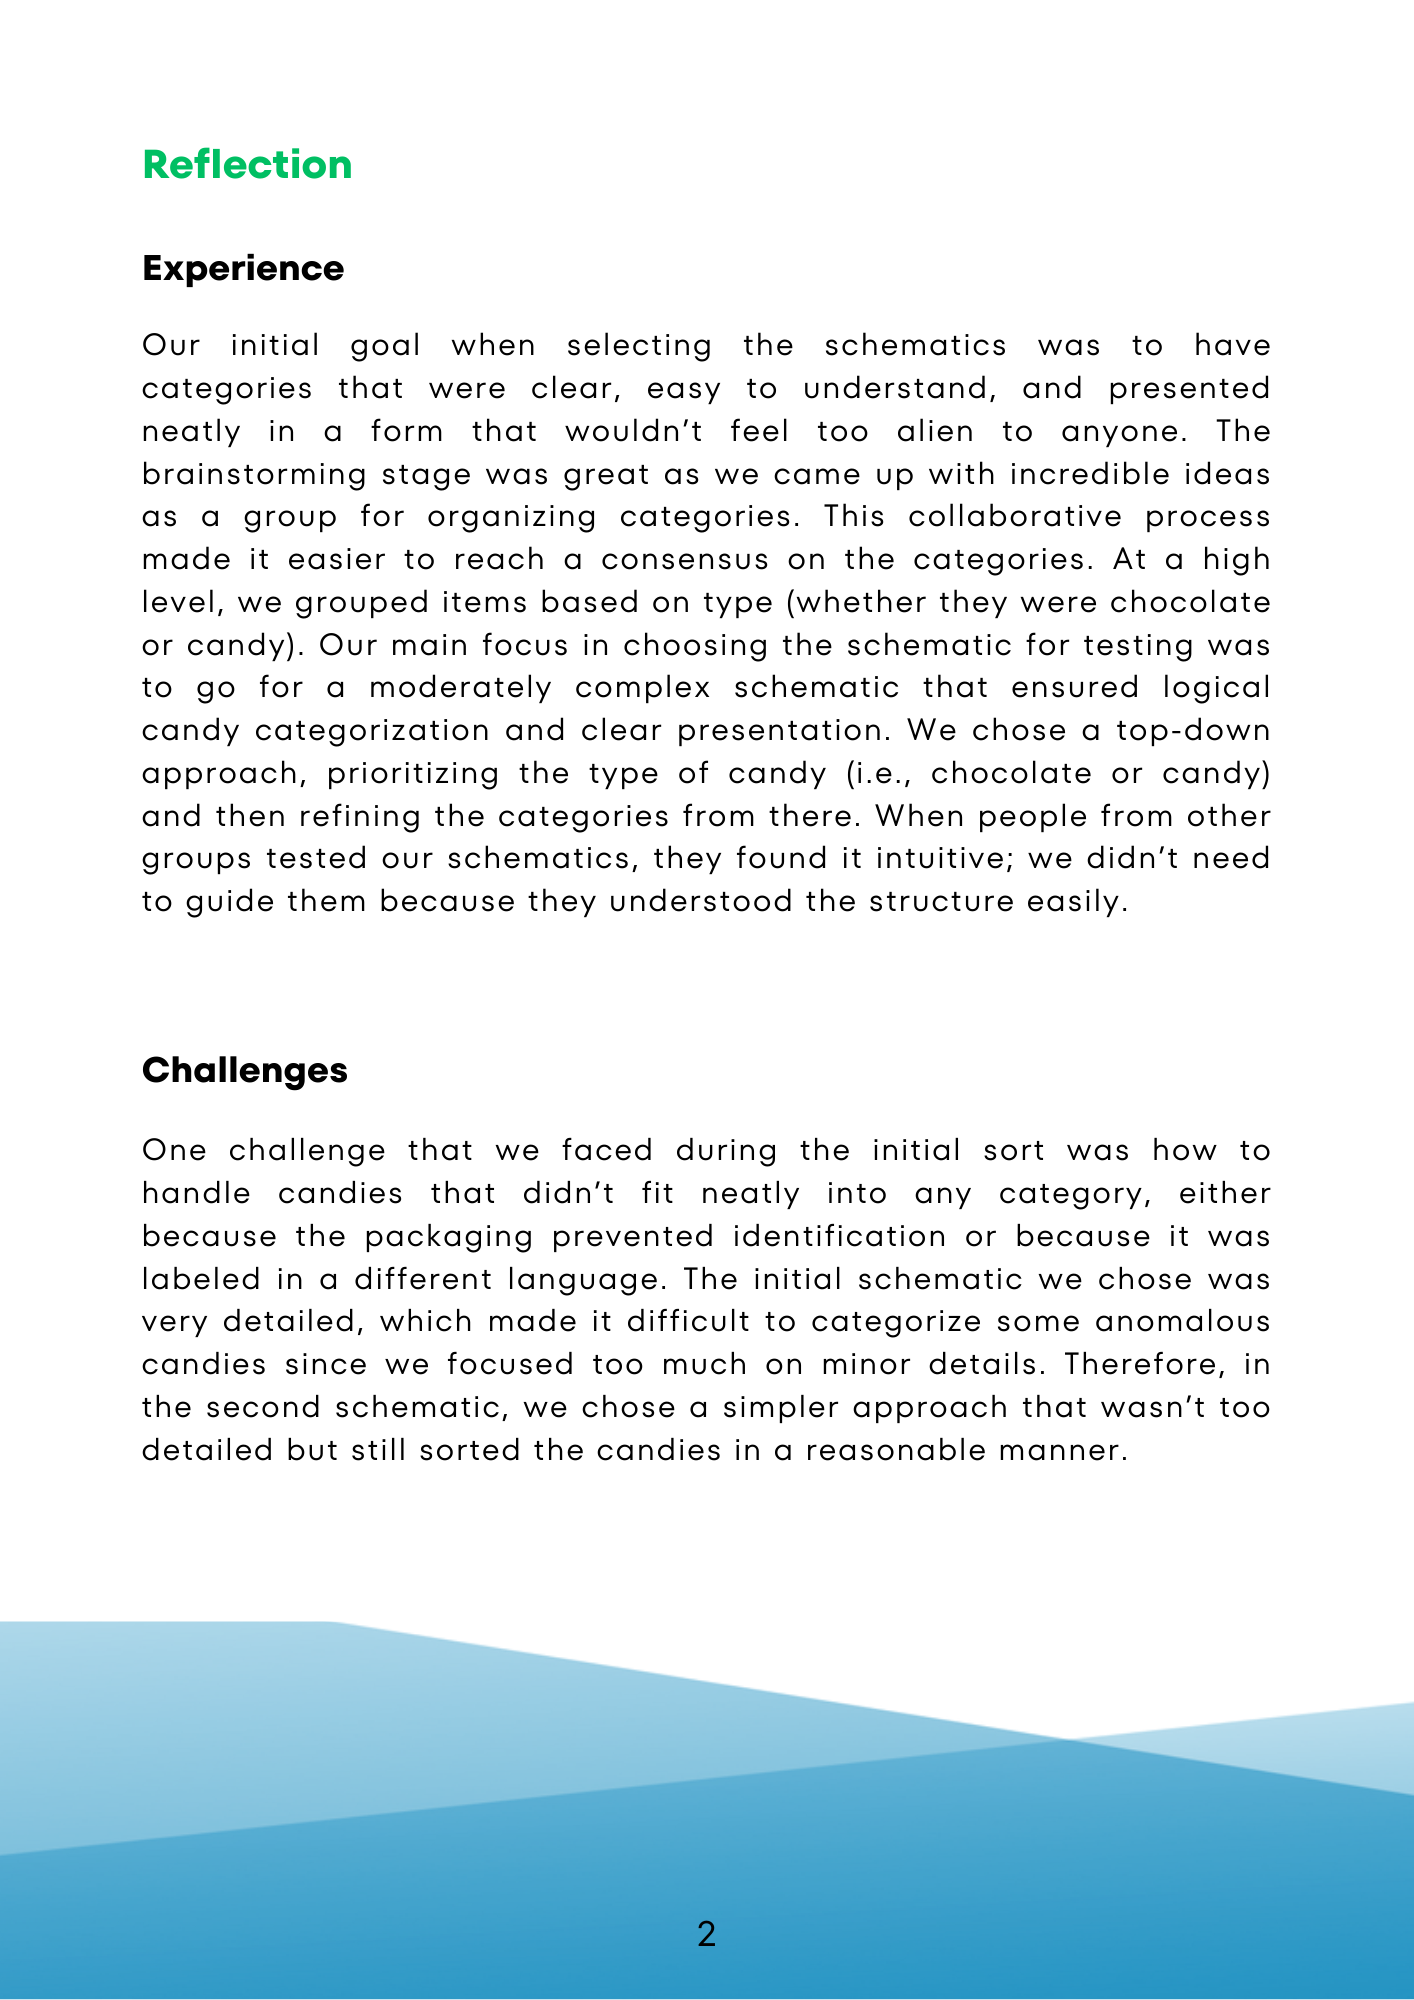 Reflection
Experience
Our initial goal when selecting the schematics was to have
categories that were clear, easy to understand, and presented
neatly in a form that wouldn’t feel too alien to anyone. The
brainstorming stage was great as we came up with incredible ideas
as a group for organizing categories. This collaborative process
made it easier to reach a consensus on the categories. At a high
level, we grouped items based on type (whether they were chocolate
or candy). Our main focus in choosing the schematic for testing was
to go for a moderately complex schematic that ensured logical
candy categorization and clear presentation. We chose a top-down
approach, prioritizing the type of candy (i.e., chocolate or candy)
and then refining the categories from there. When people from other
groups tested our schematics, they found it intuitive; we didn’t need
to guide them because they understood the structure easily.
Challenges
One challenge that we faced during the initial sort was how to
handle candies that didn’t fit neatly into any category, either
because the packaging prevented identification or because it was
labeled in a different language. The initial schematic we chose was
very detailed, which made it difficult to categorize some anomalous
candies since we focused too much on minor details. Therefore, in
the second schematic, we chose a simpler approach that wasn’t too
detailed but still sorted the candies in a reasonable manner.
2